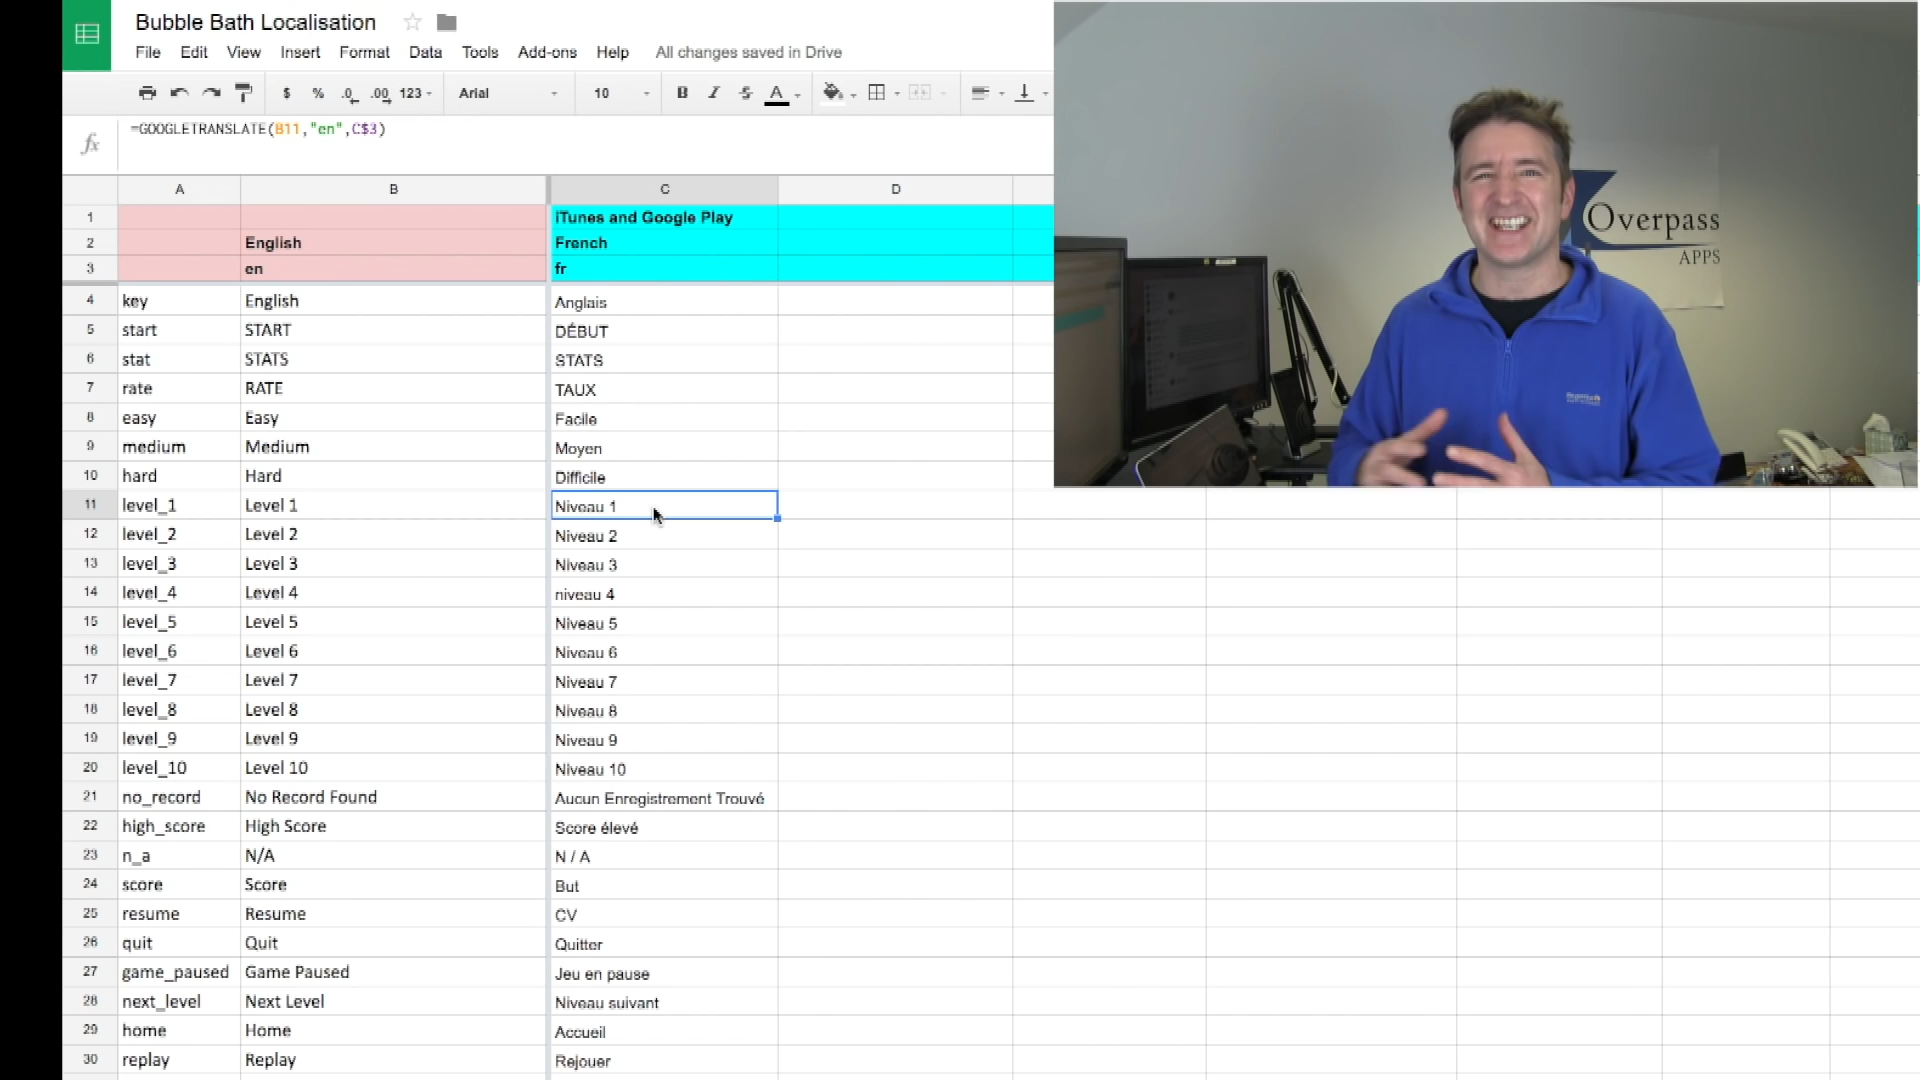 Bubble Bath Localisation
File Edit View Insert Format Data Tools Add-ons Help All changes saved in Drive
$ % .0 .00 123 Arial 10 B I S A
fx =GOOGLETRANSLATE(B11,"en",C$3)
A B C D
1 iTunes and Google Play
2 English French
3 en fr
4 key English Anglais
5 start START DÉBUT
6 stat STATS STATS
7 rate RATE TAUX
8 easy Easy Facile
9 medium Medium Moyen
10 hard Hard Difficile
11 level_1 Level 1 Niveau 1
12 level_2 Level 2 Niveau 2
13 level_3 Level 3 Niveau 3
14 level_4 Level 4 niveau 4
15 level_5 Level 5 Niveau 5
16 level_6 Level 6 Niveau 6
17 level_7 Level 7 Niveau 7
18 level_8 Level 8 Niveau 8
19 level_9 Level 9 Niveau 9
20 level_10 Level 10 Niveau 10
21 no_record No Record Found Aucun Enregistrement Trouvé
22 high_score High Score Score élevé
23 n_a N/A N / A
24 score Score But
25 resume Resume CV
26 quit Quit Quitter
27 game_paused Game Paused Jeu en pause
28 next_level Next Level Niveau suivant
29 home Home Accueil
30 replay Replay Rejouer
Overpass
APPS